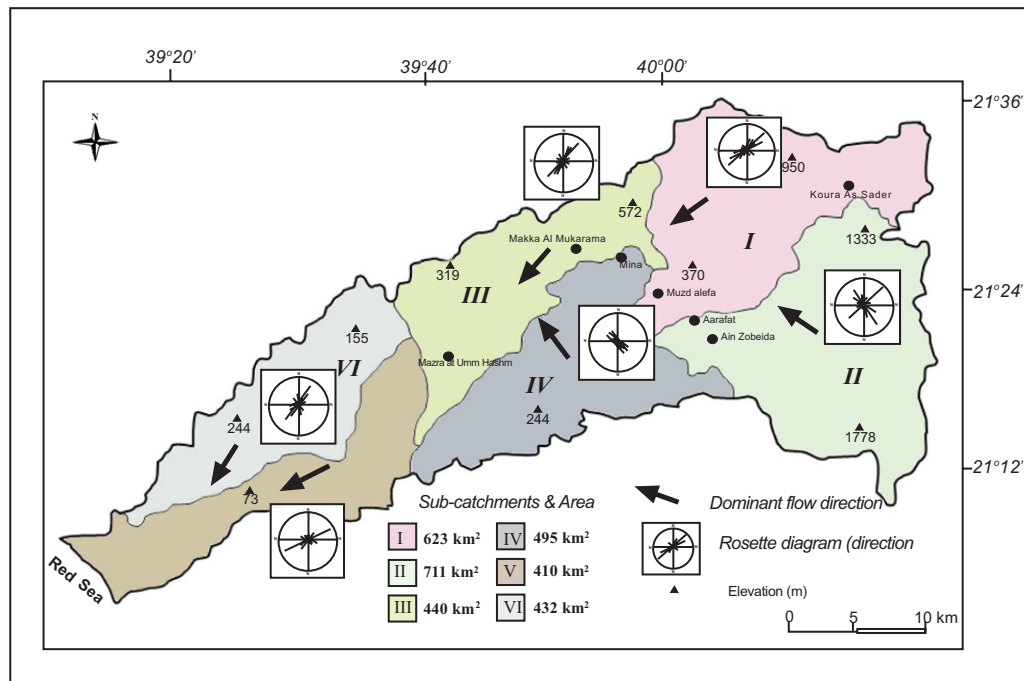 39°20'
39°40'
40°00'
21°36'
N
950
Koura As Sader
572
I
1333
Makka Al Mukarama
Mina
319
III
370
Muzd alefa
21°24'
Aarafat
Ain Zobeida
155
VI
Mazra at Umm Hashm
IV
II
244
244
1778
21°12'
73
Red Sea
Sub-catchments & Area
I 623 km²
II 711 km²
III 440 km²
IV 495 km²
V 410 km²
VI 432 km²
Dominant flow direction
Rosette diagram (direction
Elevation (m)
0 5 10 km